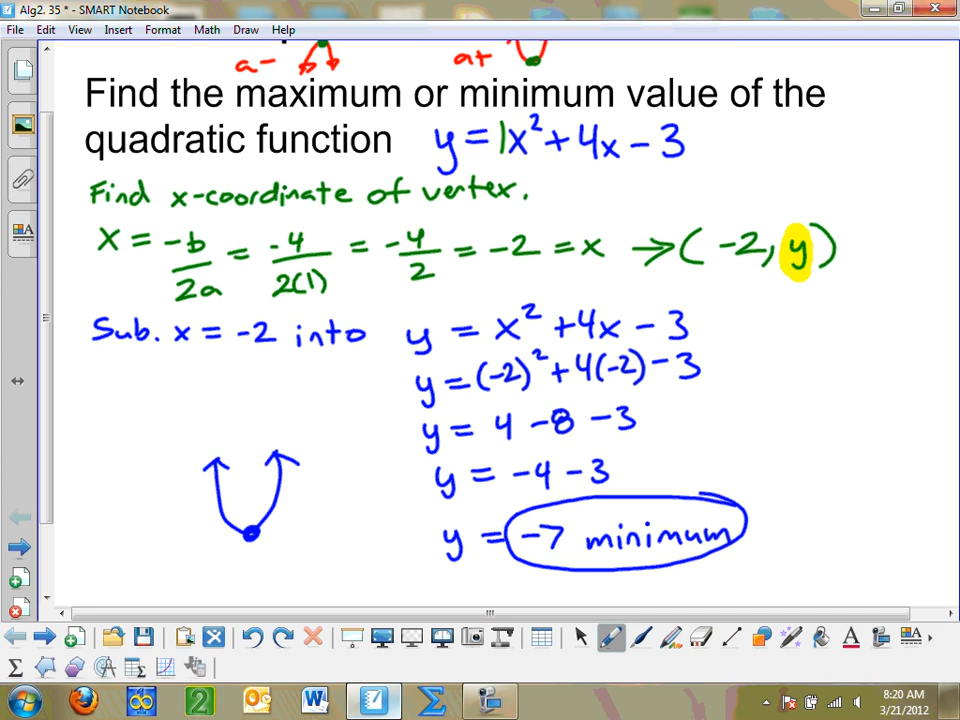 Alg2. 35 * - SMART Notebook
File Edit View Insert Format Math Draw Help
a- a+
Find the maximum or minimum value of the
quadratic function y = 1x² + 4x - 3
Find x-coordinate of vertex.
x = -b/2a = -4/2(1) = -4/2 = -2 = x → (-2, y)
Sub. x = -2 into y = x² + 4x - 3
y = (-2)² + 4(-2) - 3
y = 4 - 8 - 3
y = -4 - 3
y = -7 minimum
8:20 AM
3/21/2012